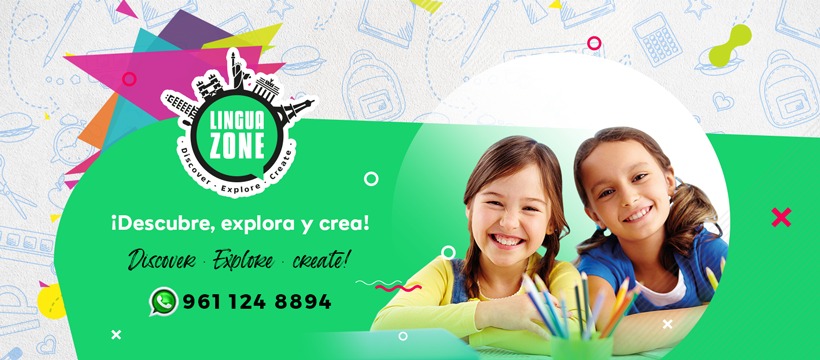 LINGUA
ZONE
Discover · Explore · Create
¡Descubre, explora y crea!
Discover · Explore · create!
961 124 8894